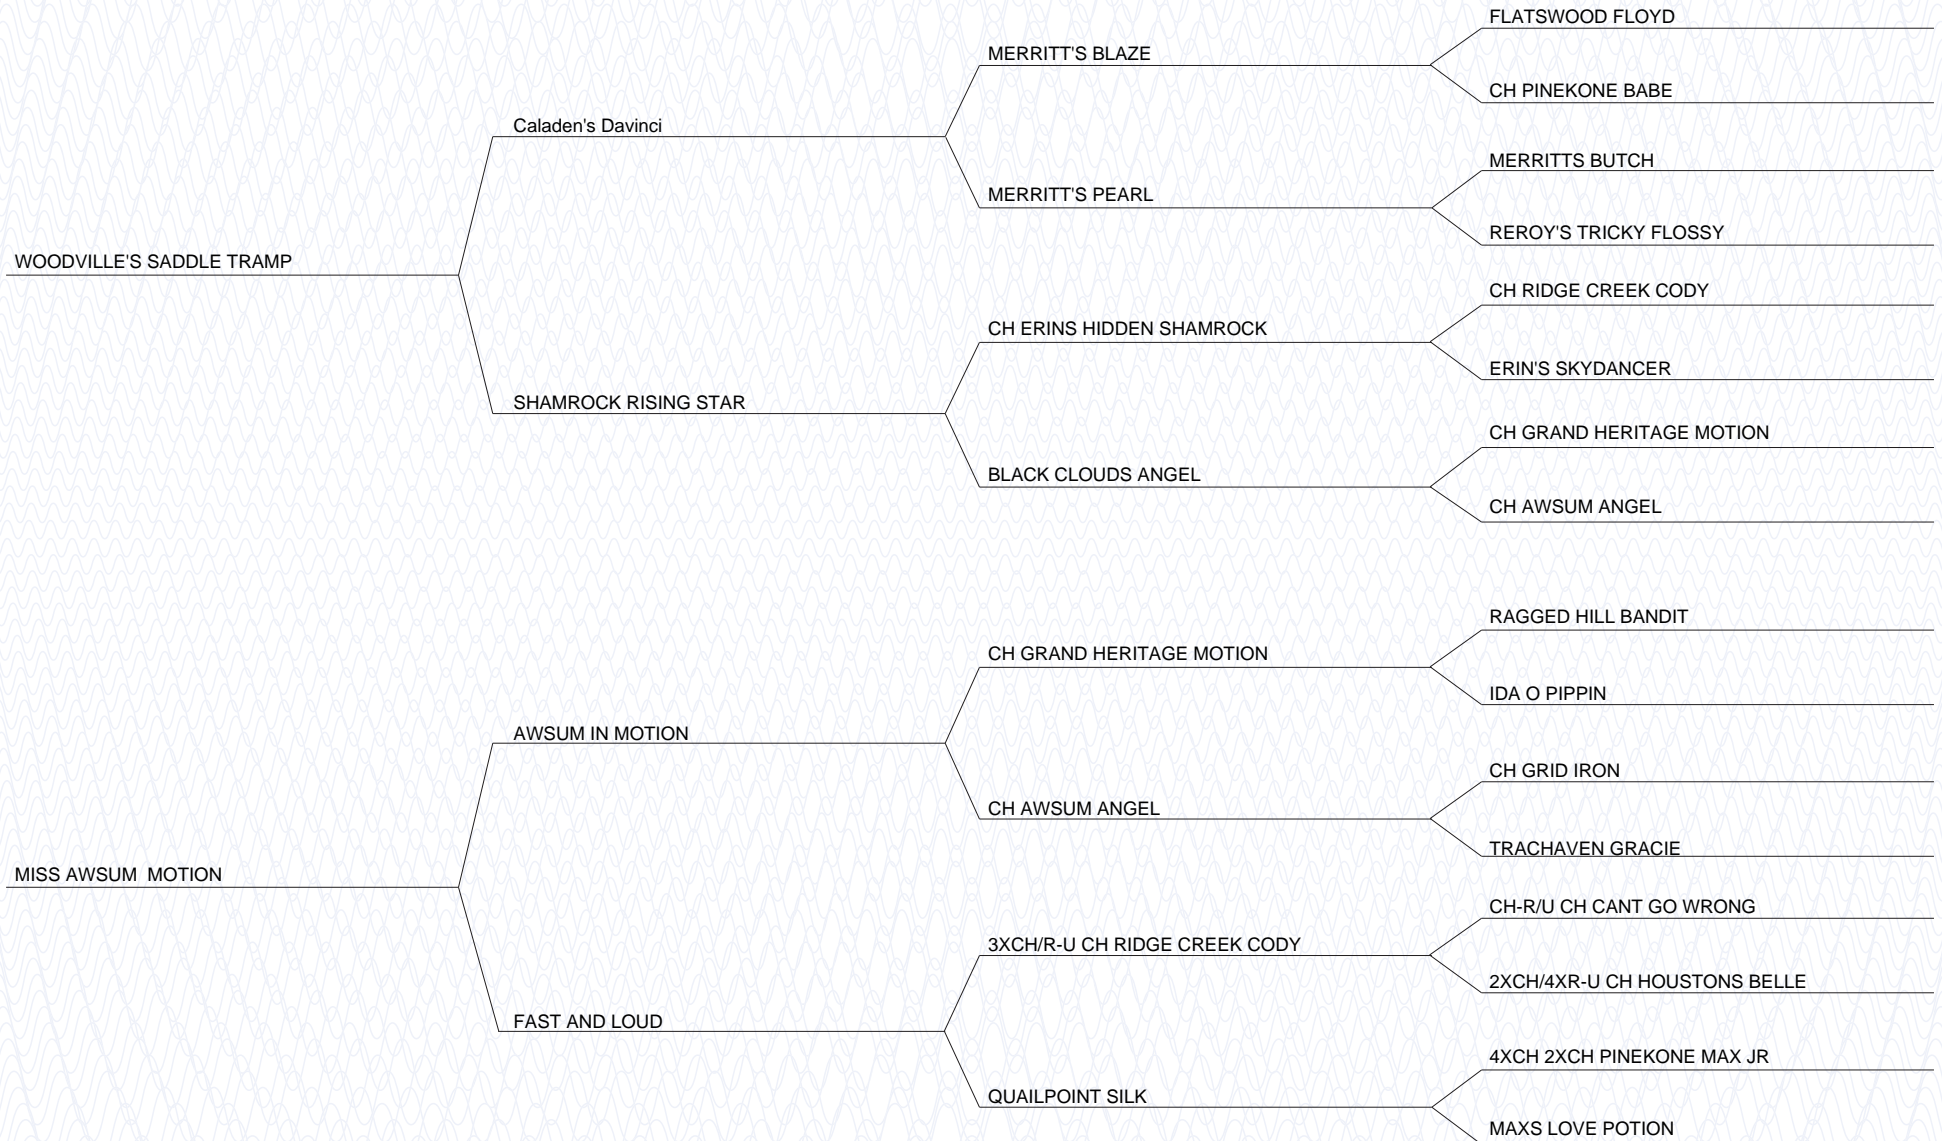 FLATSWOOD FLOYD
MERRITT'S BLAZE
CH PINEKONE BABE
Caladen's Davinci
MERRITTS BUTCH
MERRITT'S PEARL
REROY'S TRICKY FLOSSY
WOODVILLE'S SADDLE TRAMP
CH RIDGE CREEK CODY
CH ERINS HIDDEN SHAMROCK
ERIN'S SKYDANCER
SHAMROCK RISING STAR
CH GRAND HERITAGE MOTION
BLACK CLOUDS ANGEL
CH AWSUM ANGEL
RAGGED HILL BANDIT
CH GRAND HERITAGE MOTION
IDA O PIPPIN
AWSUM IN MOTION
CH GRID IRON
CH AWSUM ANGEL
TRACHAVEN GRACIE
MISS AWSUM  MOTION
CH-R/U CH CANT GO WRONG
3XCH/R-U CH RIDGE CREEK CODY
2XCH/4XR-U CH HOUSTONS BELLE
FAST AND LOUD
4XCH 2XCH PINEKONE MAX JR
QUAILPOINT SILK
MAXS LOVE POTION